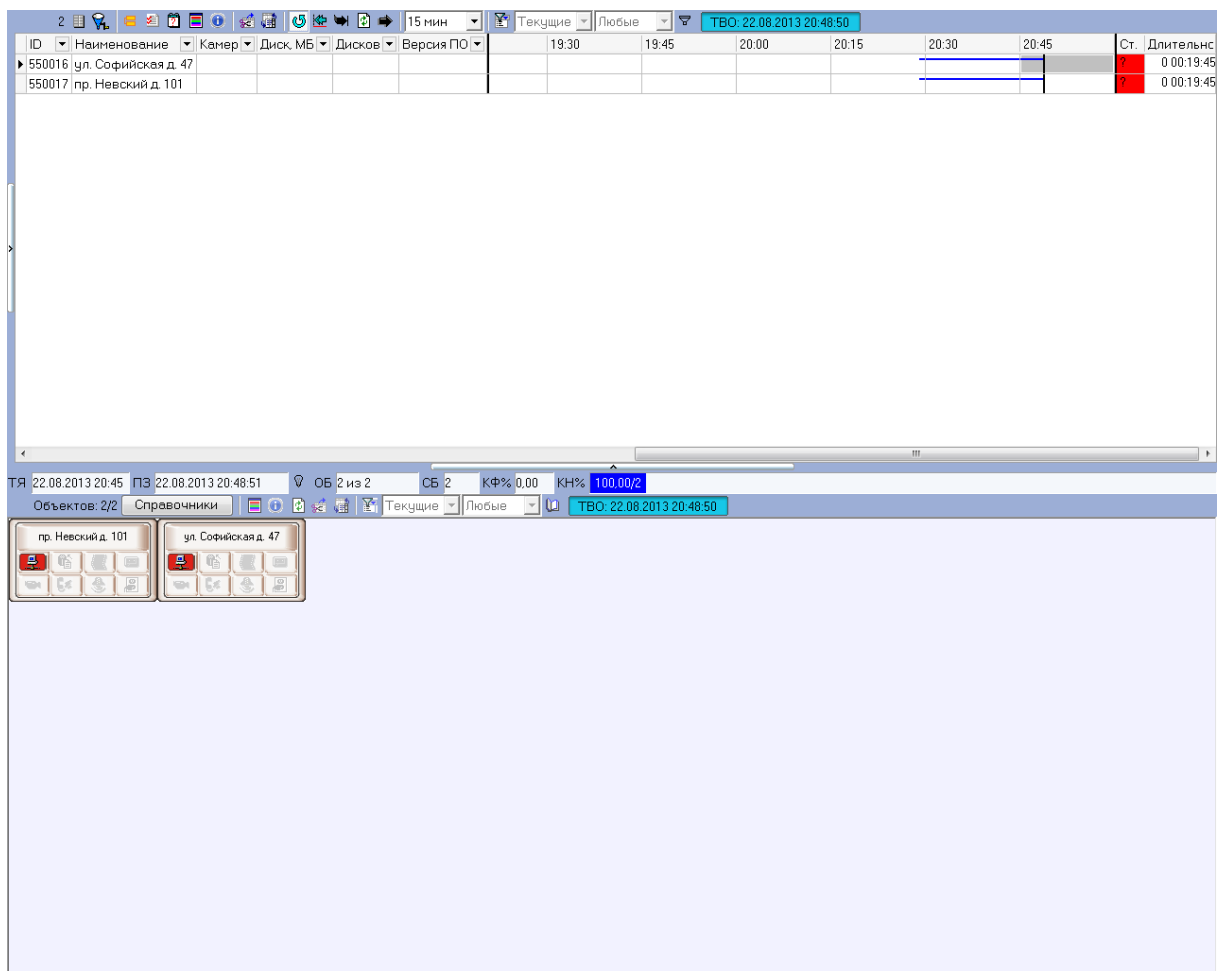 2 15 мин Текущие Любые ТВО: 22.08.2013 20:48:50
ID Наименование Камер Диск, МБ Дисков Версия ПО 19:30 19:45 20:00 20:15 20:30 20:45 Ст. Длительнс
550016 ул. Софийская д. 47 ? 0 00:19:45
550017 пр. Невский д. 101 ? 0 00:19:45
ТЯ 22.08.2013 20:45 ПЗ 22.08.2013 20:48:51 ОБ 2 из 2 СБ 2 КФ% 0,00 КН% 100,00/2
Объектов: 2/2 Справочники Текущие Любые ТВО: 22.08.2013 20:48:50
пр. Невский д. 101 ул. Софийская д. 47